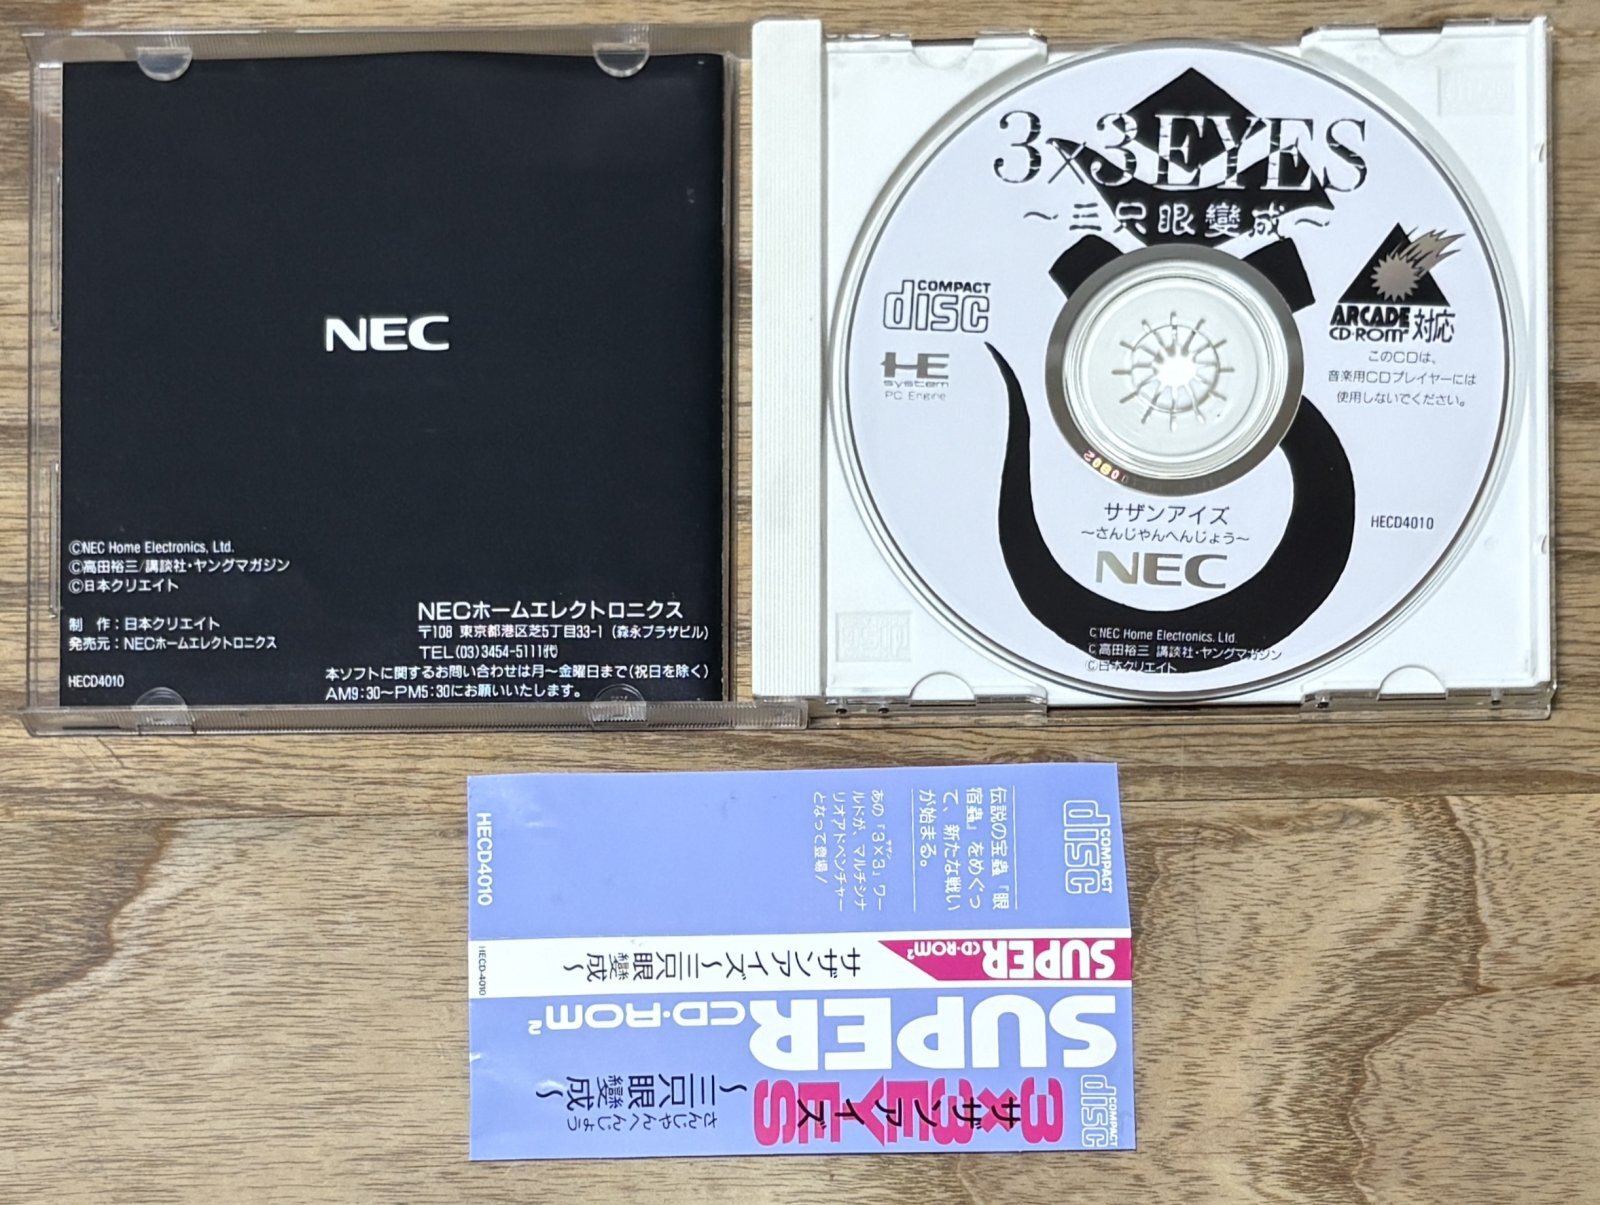 NEC
©NEC Home Electronics, Ltd.
©高田裕三/講談社・ヤングマガジン
©日本クリエイト
制 作：日本クリエイト
発売元：NECホームエレクトロニクス
HECD4010
NECホームエレクトロニクス
〒108 東京都港区芝5丁目33-1 (森永プラザビル)
TEL(03)3454-5111㈹
本ソフトに関するお問い合わせは月～金曜日まで(祝日を除く)
AM9:30～PM5:30にお願いいたします。
3×3EYES
～三只眼變成～
COMPACT
disc
HE
system
PC Engine
ARCADE
CD-ROM² 対応
このCDは、
音楽用CDプレイヤーには
使用しないでください。
サザンアイズ
～さんじやんへんじょう～
NEC
HECD4010
©NEC Home Electronics. Ltd.
©高田裕三 講談社・ヤングマガジン
©日本クリエイト
COMPACT
disc
伝説の宝蟲『眼
宿蟲』をめぐっ
て、新たな戦い
が始まる。
あの『3×3』ワー
サザン
ルドが、マルチシナ
リオアドベンチャー
となって登場！
HECD4010
SUPER
CD-ROM²
サザンアイズ～三只眼變成～
HECD-4010
SUPER CD-ROM²
COMPACT
disc
3×3EYES
サザンアイズ
～三只眼變成～
さんじやんへんじょう